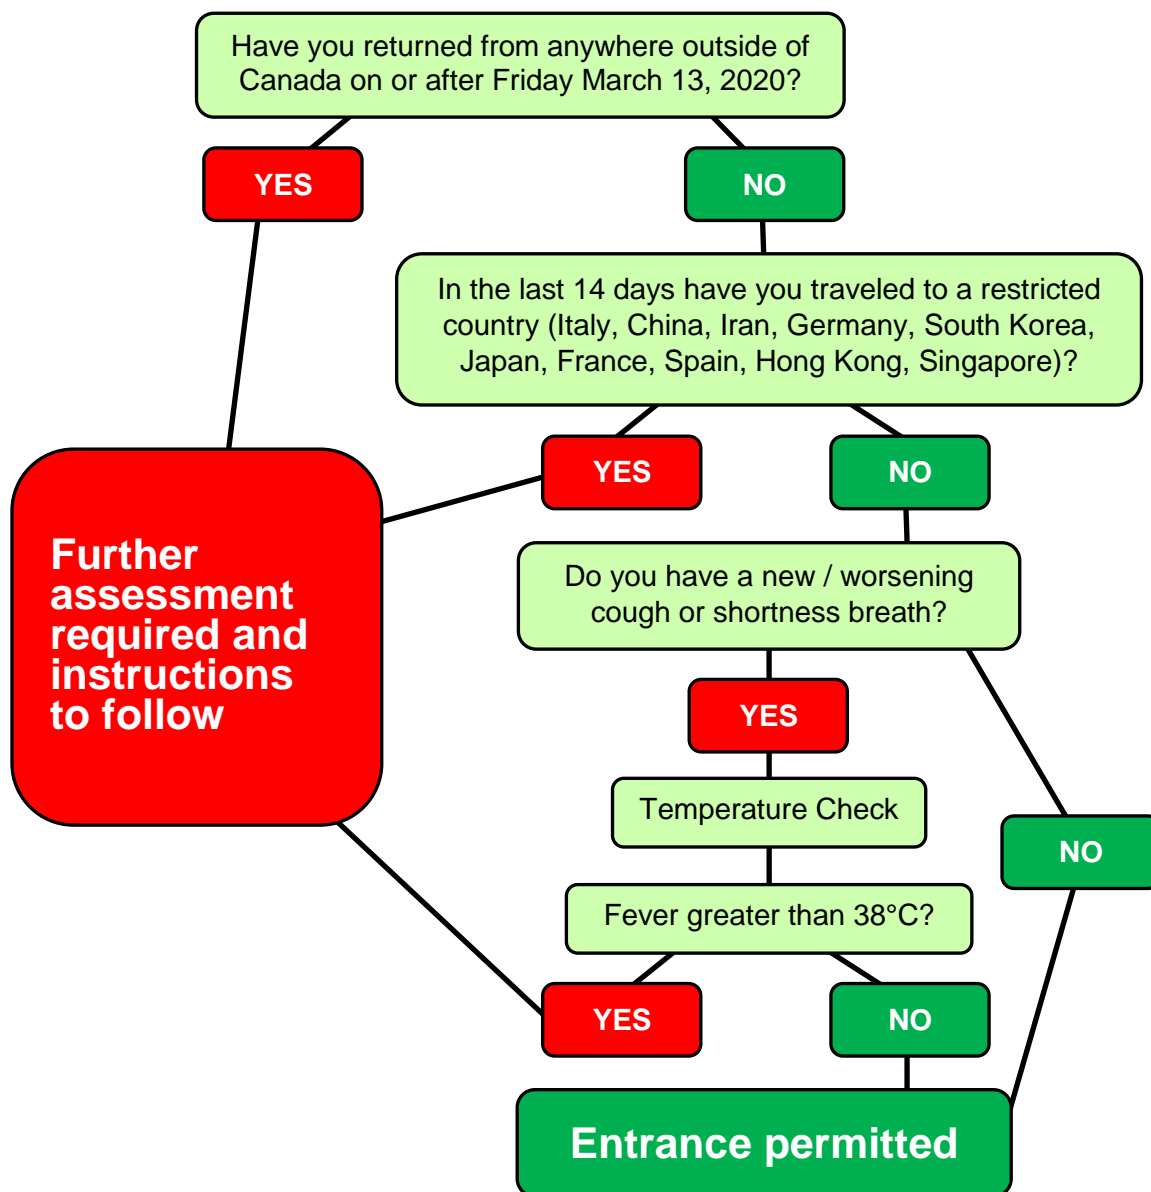 Have you returned from anywhere outside of
Canada on or after Friday March 13, 2020?
YES
NO
In the last 14 days have you traveled to a restricted
country (Italy, China, Iran, Germany, South Korea,
Japan, France, Spain, Hong Kong, Singapore)?
YES
NO
Further
assessment
required and
instructions
to follow
Do you have a new / worsening
cough or shortness breath?
YES
Temperature Check
NO
Fever greater than 38°C?
YES
NO
Entrance permitted